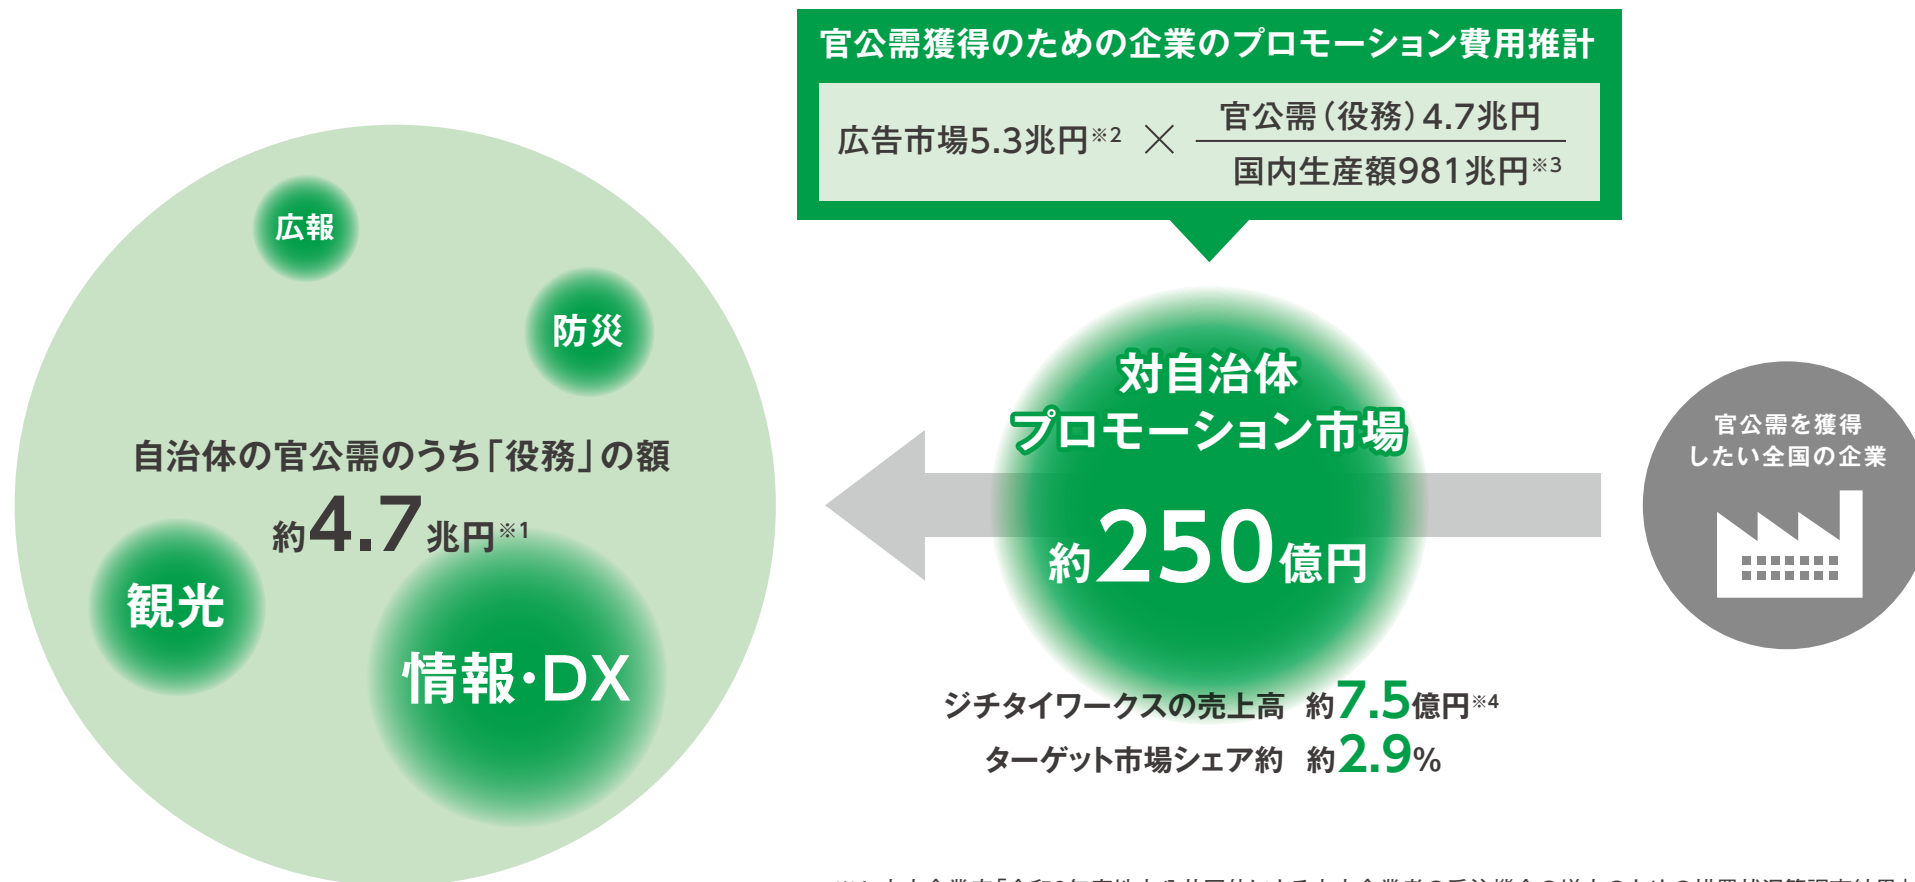 官公需獲得のための企業のプロモーション費用推計
広告市場5.3兆円※2 × 官公需(役務)4.7兆円
国内生産額981兆円※3
広報
防災
自治体の官公需のうち「役務」の額
約4.7兆円※1
観光
情報・DX
対自治体
プロモーション市場
約250億円
官公需を獲得
したい全国の企業
ジチタイワークスの売上高 約7.5億円※4
ターゲット市場シェア約 約2.9%